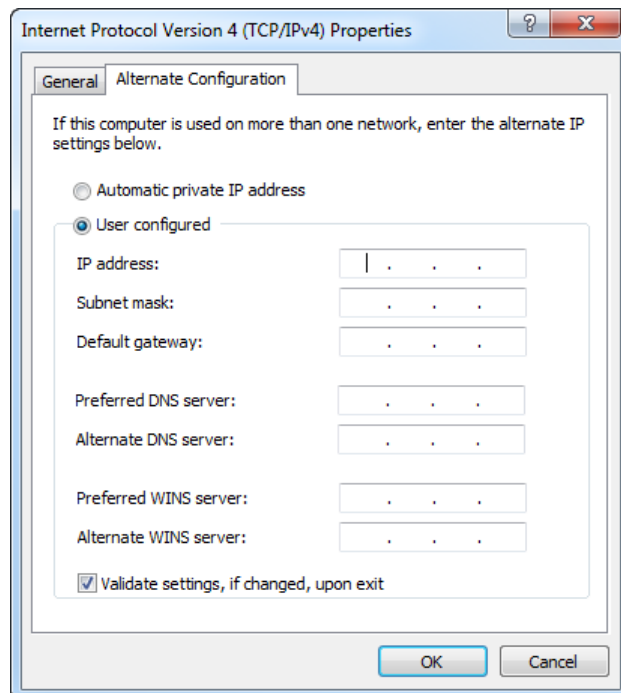 Internet Protocol Version 4 (TCP/IPv4) Properties
General
Alternate Configuration
If this computer is used on more than one network, enter the alternate IP
settings below.
Automatic private IP address
User configured
IP address:
. . .
Subnet mask:
. . .
Default gateway:
. . .
Preferred DNS server:
. . .
Alternate DNS server:
. . .
Preferred WINS server:
. . .
Alternate WINS server:
. . .
Validate settings, if changed, upon exit
OK
Cancel